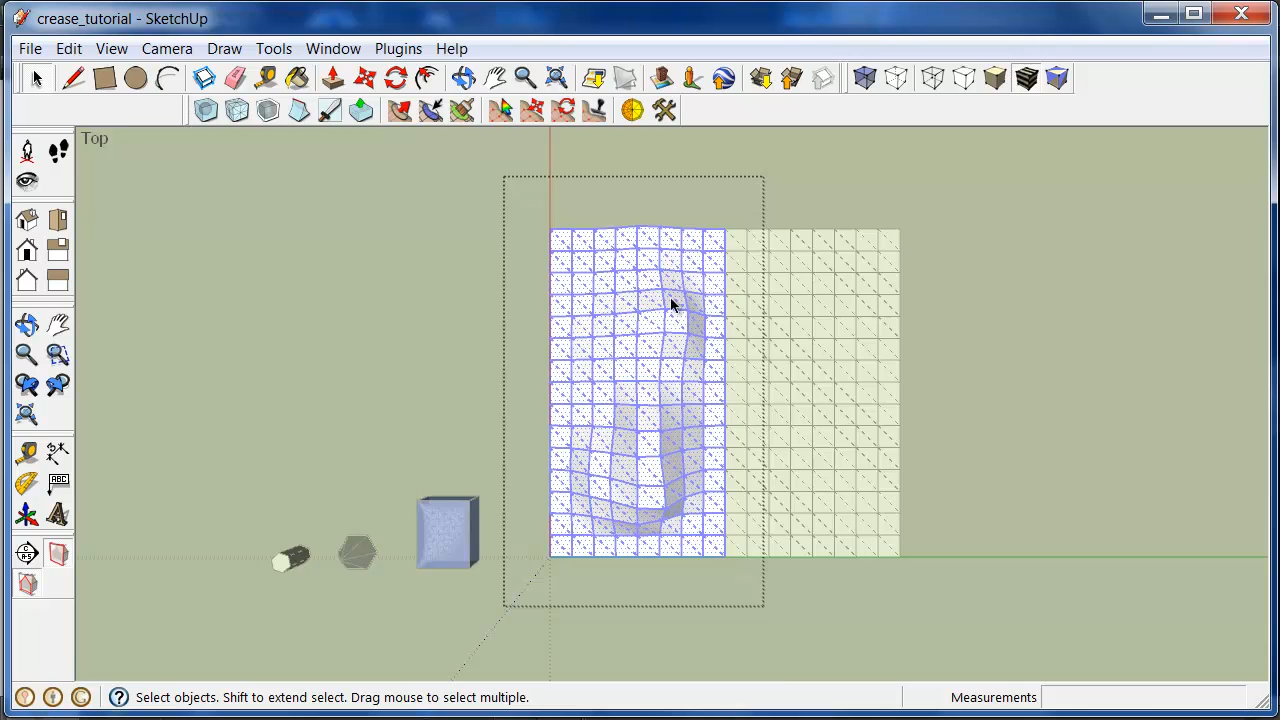 crease_tutorial - SketchUp
File Edit View Camera Draw Tools Window Plugins Help
Top
ABC
Select objects. Shift to extend select. Drag mouse to select multiple.
Measurements